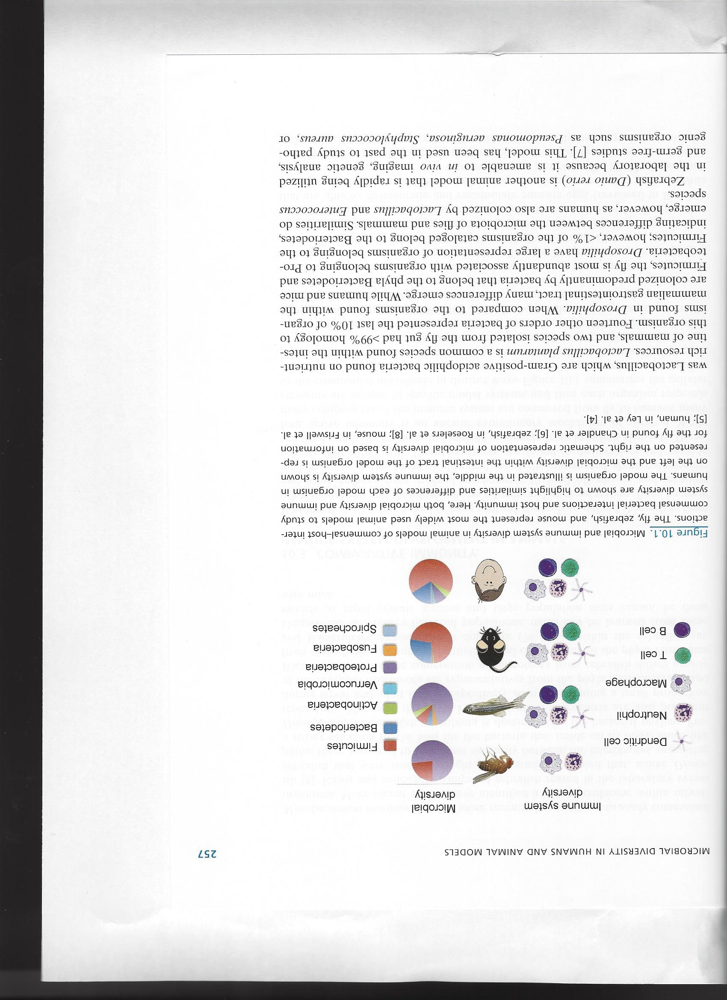 MICROBIAL DIVERSITY IN HUMANS AND ANIMAL MODELS 257
Immune system
diversity
Microbial
diversity
Dendritic cell
Neutrophil
Macrophage
T cell
B cell
Firmicutes
Bacteriodetes
Actinobacteria
Verrucomicrobia
Proteobacteria
Fusobacteria
Spirocheates
Figure 10.1. Microbial and immune system diversity in animal models of commensal–host inter-
actions. The fly, zebrafish, and mouse represent the most widely used animal models to study
commensal bacterial interactions and host immunity. Here, both microbial diversity and immune
system diversity are shown to highlight similarities and differences of each model organism in
humans. The model organism is illustrated in the middle, the immune system diversity is shown
on the left and the microbial diversity within the intestinal tract of the model organism is rep-
resented on the right. Schematic representation of microbial diversity is based on information
for the fly found in Chandler et al. [6]; zebrafish, in Roeselers et al. [8]; mouse, in Friswell et al.
[5]; human, in Ley et al. [4].
was Lactobacillus, which are Gram-positive acidophilic bacteria found on nutrient-
rich resources. Lactobacillus plantarum is a common species found within the intes-
tine of mammals, and two species isolated from the fly gut had >99% homology to
this organism. Fourteen other orders of bacteria represented the last 10% of organ-
isms found in Drosophilia. When compared to the organisms found within the
mammalian gastrointestinal tract, many differences emerge. While humans and mice
are colonized predominantly by bacteria that belong to the phyla Bacteriodetes and
Firmicutes, the fly is most abundantly associated with organisms belonging to Pro-
teobacteria. Drosophilia have a large representation of organisms belonging to the
Firmicutes; however, <1% of the organisms cataloged belong to the Bacteriodetes,
indicating differences between the microbiota of flies and mammals. Similarities do
emerge, however, as humans are also colonized by Lactobacillus and Enterococcus
species.
Zebrafish (Danio rerio) is another animal model that is rapidly being utilized
in the laboratory because it is amenable to in vivo imaging, genetic analysis,
and germ-free studies [7]. This model, has been used in the past to study patho-
genic organisms such as Pseudomonas aeruginosa, Staphylococcus aureus, or